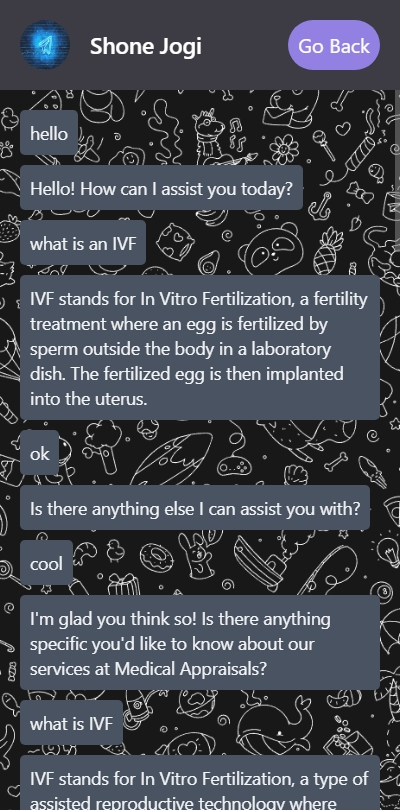 Shone Jogi
Go Back
hello
Hello! How can I assist you today?
what is an IVF
IVF stands for In Vitro Fertilization, a fertility
treatment where an egg is fertilized by
sperm outside the body in a laboratory
dish. The fertilized egg is then implanted
into the uterus.
ok
Is there anything else I can assist you with?
cool
I'm glad you think so! Is there anything
specific you'd like to know about our
services at Medical Appraisals?
what is IVF
IVF stands for In Vitro Fertilization, a type of
assisted reproductive technology where